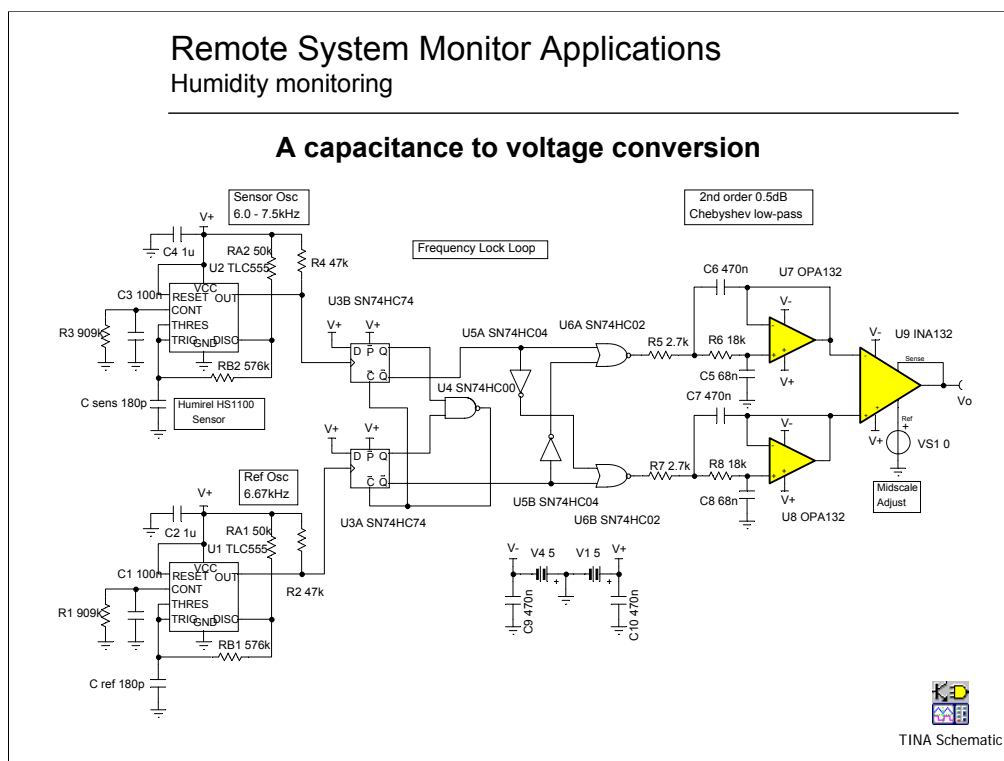 Remote System Monitor Applications
Humidity monitoring
A capacitance to voltage conversion
Sensor Osc
6.0 - 7.5kHz
2nd order 0.5dB
Chebyshev low-pass
Frequency Lock Loop
V+
C4 1u
RA2 50k
R4 47k
U2 TLC555
C3 100n
VCC
RESET OUT
CONT
THRES
TRIG DISC
GND
R3 909k
RB2 576k
C sens 180p
Humirel HS1100
Sensor
U3B SN74HC74
V+ V+
D P Q
C Q
U4 SN74HC00
U5A SN74HC04
U6A SN74HC02
R5 2.7k
R6 18k
C6 470n
U7 OPA132
V-
V+
C5 68n
C7 470n
V-
U9 INA132
Sense
Vo
Ref
+
VS1 0
V+
Midscale
Adjust
V+ V+
D P Q
C Q
U3A SN74HC74
U5B SN74HC04
U6B SN74HC02
R7 2.7k
R8 18k
V-
C8 68n
V+
U8 OPA132
Ref Osc
6.67kHz
V+
C2 1u
RA1 50k
U1 TLC555
C1 100n
VCC
RESET OUT
CONT
THRES
TRIG DISC
GND
R2 47k
R1 909k
RB1 576k
C ref 180p
V- V4 5 V1 5 V+
+ +
C9 470n
C10 470n
TINA Schematic